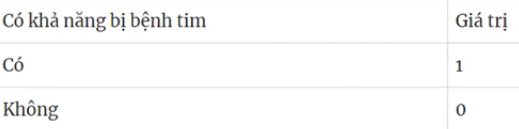 Có khả năng bị bệnh tim Giá trị
Có 1
Không 0